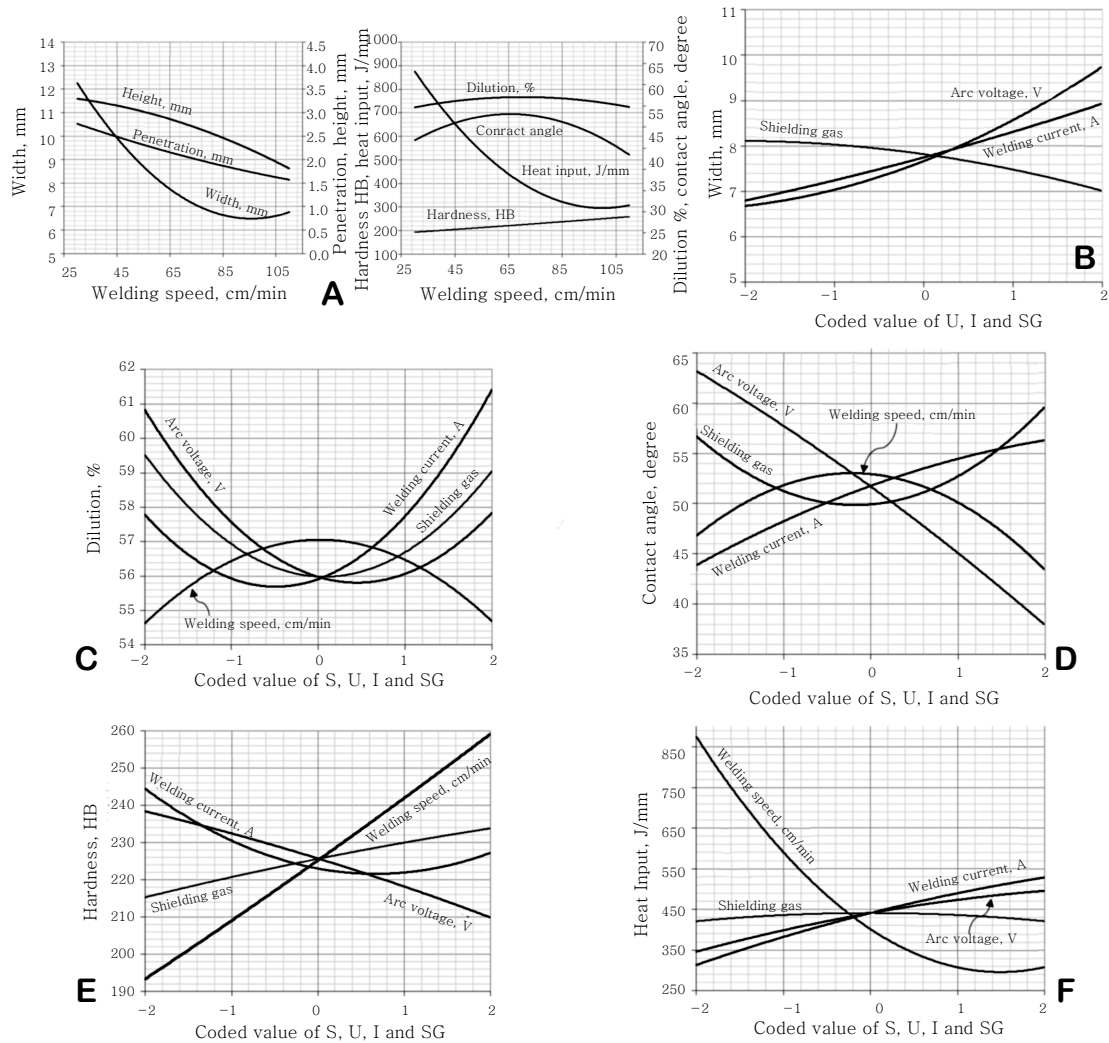 14
13
12
11
10
9
8
7
6
5
Width, mm
Height, mm
Penetration, mm
Width, mm
4.5
4.0
3.5
3.0
2.5
2.0
1.5
1.0
0.5
0.0
Penetration, height, mm
25 45 65 85 105
Welding speed, cm/min
A
Hardness HB, heat input, J/mm
000
900
800
700
600
500
400
300
200
100
Dilution, %
Conract angle
Heat input, J/mm
Hardness, HB
70
65
60
55
45
40
35
30
25
20
Dilution %, contact angle, degree
25 45 65 85 105
Welding speed, cm/min
11
10
9
8
7
6
5
Width, mm
Arc voltage, V
Shielding gas
Welding current, A
B
−2 −1 0 1 2
Coded value of U, I and SG
62
61
60
59
58
57
56
55
54
Dilution, %
Arc voltage, V
Welding current, A
Shielding gas
Welding speed, cm/min
C
−2 −1 0 1 2
Coded value of S, U, I and SG
65
60
55
50
45
40
35
Contact angle, degree
Arc voltage, V
Welding speed, cm/min
Shielding gas
Welding current, A
D
−2 −1 0 1 2
Coded value of S, U, I and SG
260
250
240
230
220
210
200
190
Hardness, HB
Welding current, A
Welding speed, cm/min
Shielding gas
Arc voltage, V
E
−2 −1 0 1 2
Coded value of S, U, I and SG
850
750
650
550
450
350
250
Heat Input, J/mm
Welding speed, cm/min
Welding current, A
Shielding gas
Arc voltage, V
F
−2 −1 0 1 2
Coded value of S, U, I and SG